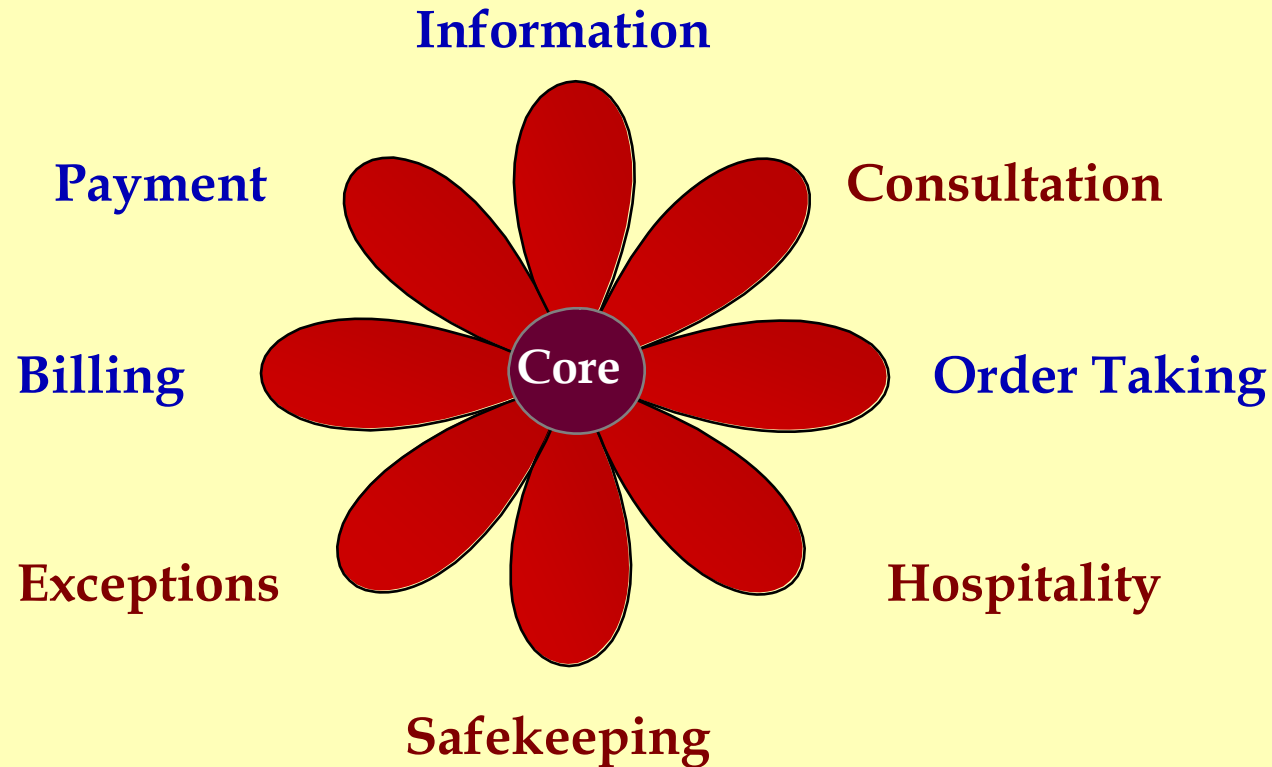 Information
Payment
Consultation
Billing
Core
Order Taking
Exceptions
Hospitality
Safekeeping